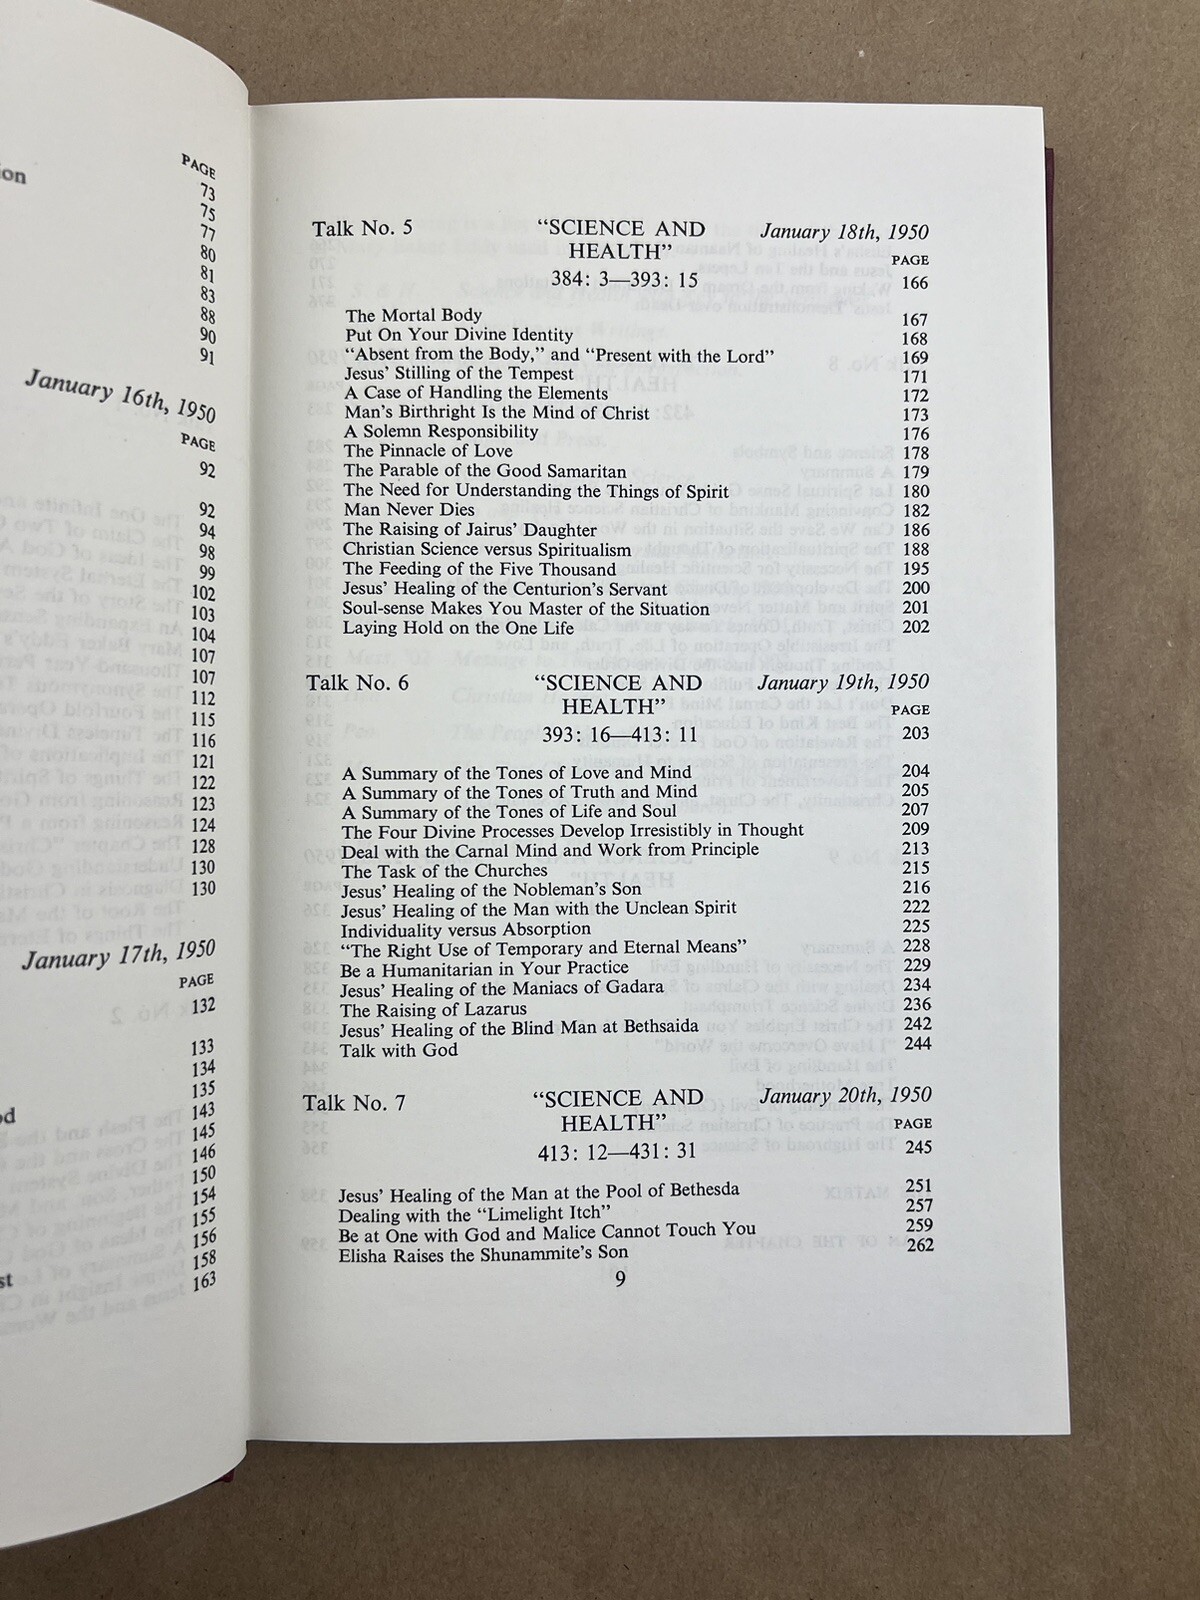 PAGE
ion
73
75
77
80
81
83
88
90
91
January 16th, 1950
PAGE
92
92
94
98
99
102
103
104
107
107
112
115
116
121
122
123
124
128
130
130
January 17th, 1950
PAGE
132
133
134
135
od 143
145
146
150
154
155
156
158
st 163
Talk No. 5 “SCIENCE AND January 18th, 1950
HEALTH” PAGE
384: 3—393: 15 166
The Mortal Body 167
Put On Your Divine Identity 168
“Absent from the Body,” and “Present with the Lord” 169
Jesus’ Stilling of the Tempest 171
A Case of Handling the Elements 172
Man’s Birthright Is the Mind of Christ 173
A Solemn Responsibility 176
The Pinnacle of Love 178
The Parable of the Good Samaritan 179
The Need for Understanding the Things of Spirit 180
Man Never Dies 182
The Raising of Jairus’ Daughter 186
Christian Science versus Spiritualism 188
The Feeding of the Five Thousand 195
Jesus’ Healing of the Centurion’s Servant 200
Soul-sense Makes You Master of the Situation 201
Laying Hold on the One Life 202
Talk No. 6 “SCIENCE AND January 19th, 1950
HEALTH” PAGE
393: 16—413: 11 203
A Summary of the Tones of Love and Mind 204
A Summary of the Tones of Truth and Mind 205
A Summary of the Tones of Life and Soul 207
The Four Divine Processes Develop Irresistibly in Thought 209
Deal with the Carnal Mind and Work from Principle 213
The Task of the Churches 215
Jesus’ Healing of the Nobleman’s Son 216
Jesus’ Healing of the Man with the Unclean Spirit 222
Individuality versus Absorption 225
“The Right Use of Temporary and Eternal Means” 228
Be a Humanitarian in Your Practice 229
Jesus’ Healing of the Maniacs of Gadara 234
The Raising of Lazarus 236
Jesus’ Healing of the Blind Man at Bethsaida 242
Talk with God 244
Talk No. 7 “SCIENCE AND January 20th, 1950
HEALTH” PAGE
413: 12—431: 31 245
Jesus’ Healing of the Man at the Pool of Bethesda 251
Dealing with the “Limelight Itch” 257
Be at One with God and Malice Cannot Touch You 259
Elisha Raises the Shunammite’s Son 262
9